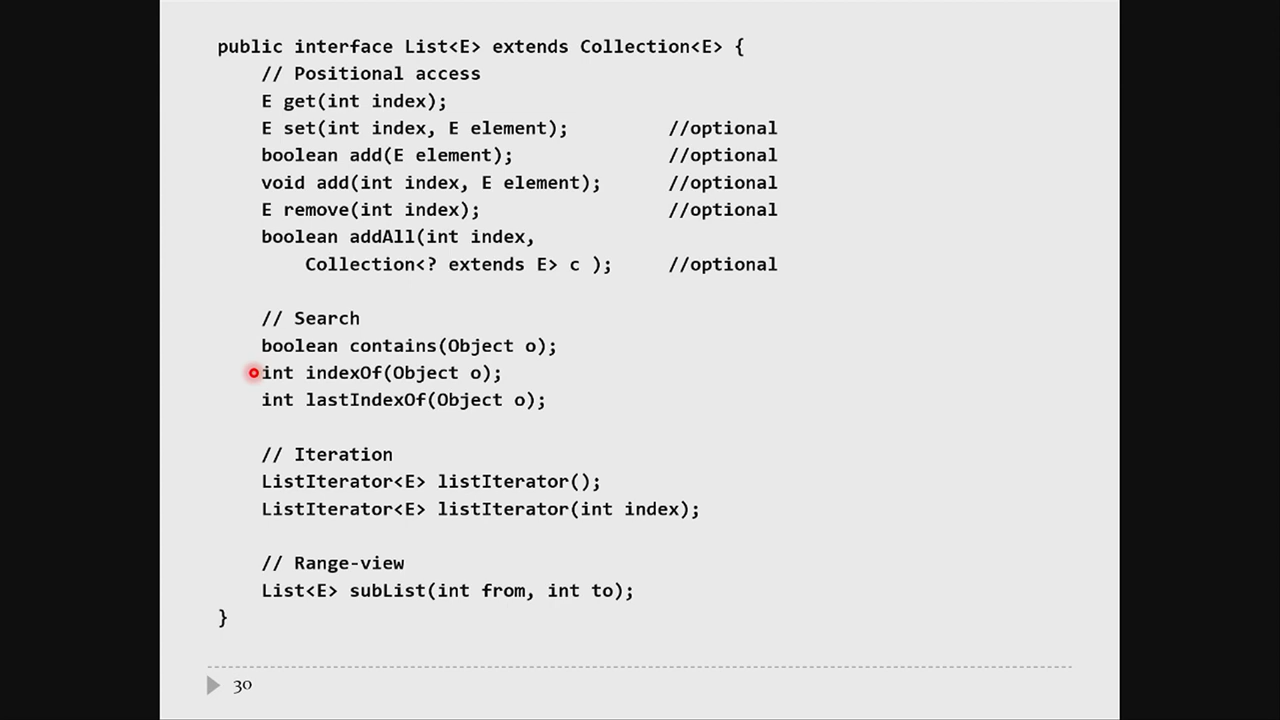 public interface List<E> extends Collection<E> {
// Positional access
E get(int index);
E set(int index, E element); //optional
boolean add(E element); //optional
void add(int index, E element); //optional
E remove(int index); //optional
boolean addAll(int index,
Collection<? extends E> c ); //optional
// Search
boolean contains(Object o);
int indexOf(Object o);
int lastIndexOf(Object o);
// Iteration
ListIterator<E> listIterator();
ListIterator<E> listIterator(int index);
// Range-view
List<E> subList(int from, int to);
}
30